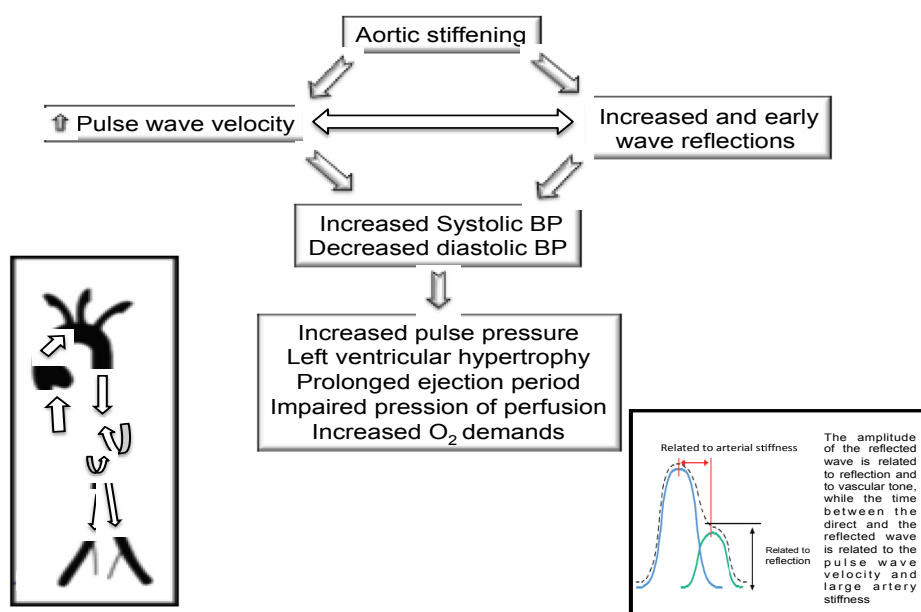 Aortic stiffening
⇧ Pulse wave velocity
Increased and early
wave reflections
Increased Systolic BP
Decreased diastolic BP
Increased pulse pressure
Left ventricular hypertrophy
Prolonged ejection period
Impaired pression of perfusion
Increased O₂ demands
Related to arterial stiffness
Related to
reflection
The amplitude
of the reflected
wave is related
to reflection and
to vascular tone,
while the time
between the
direct and the
reflected wave
is related to the
pulse wave
velocity and
large artery
stiffness